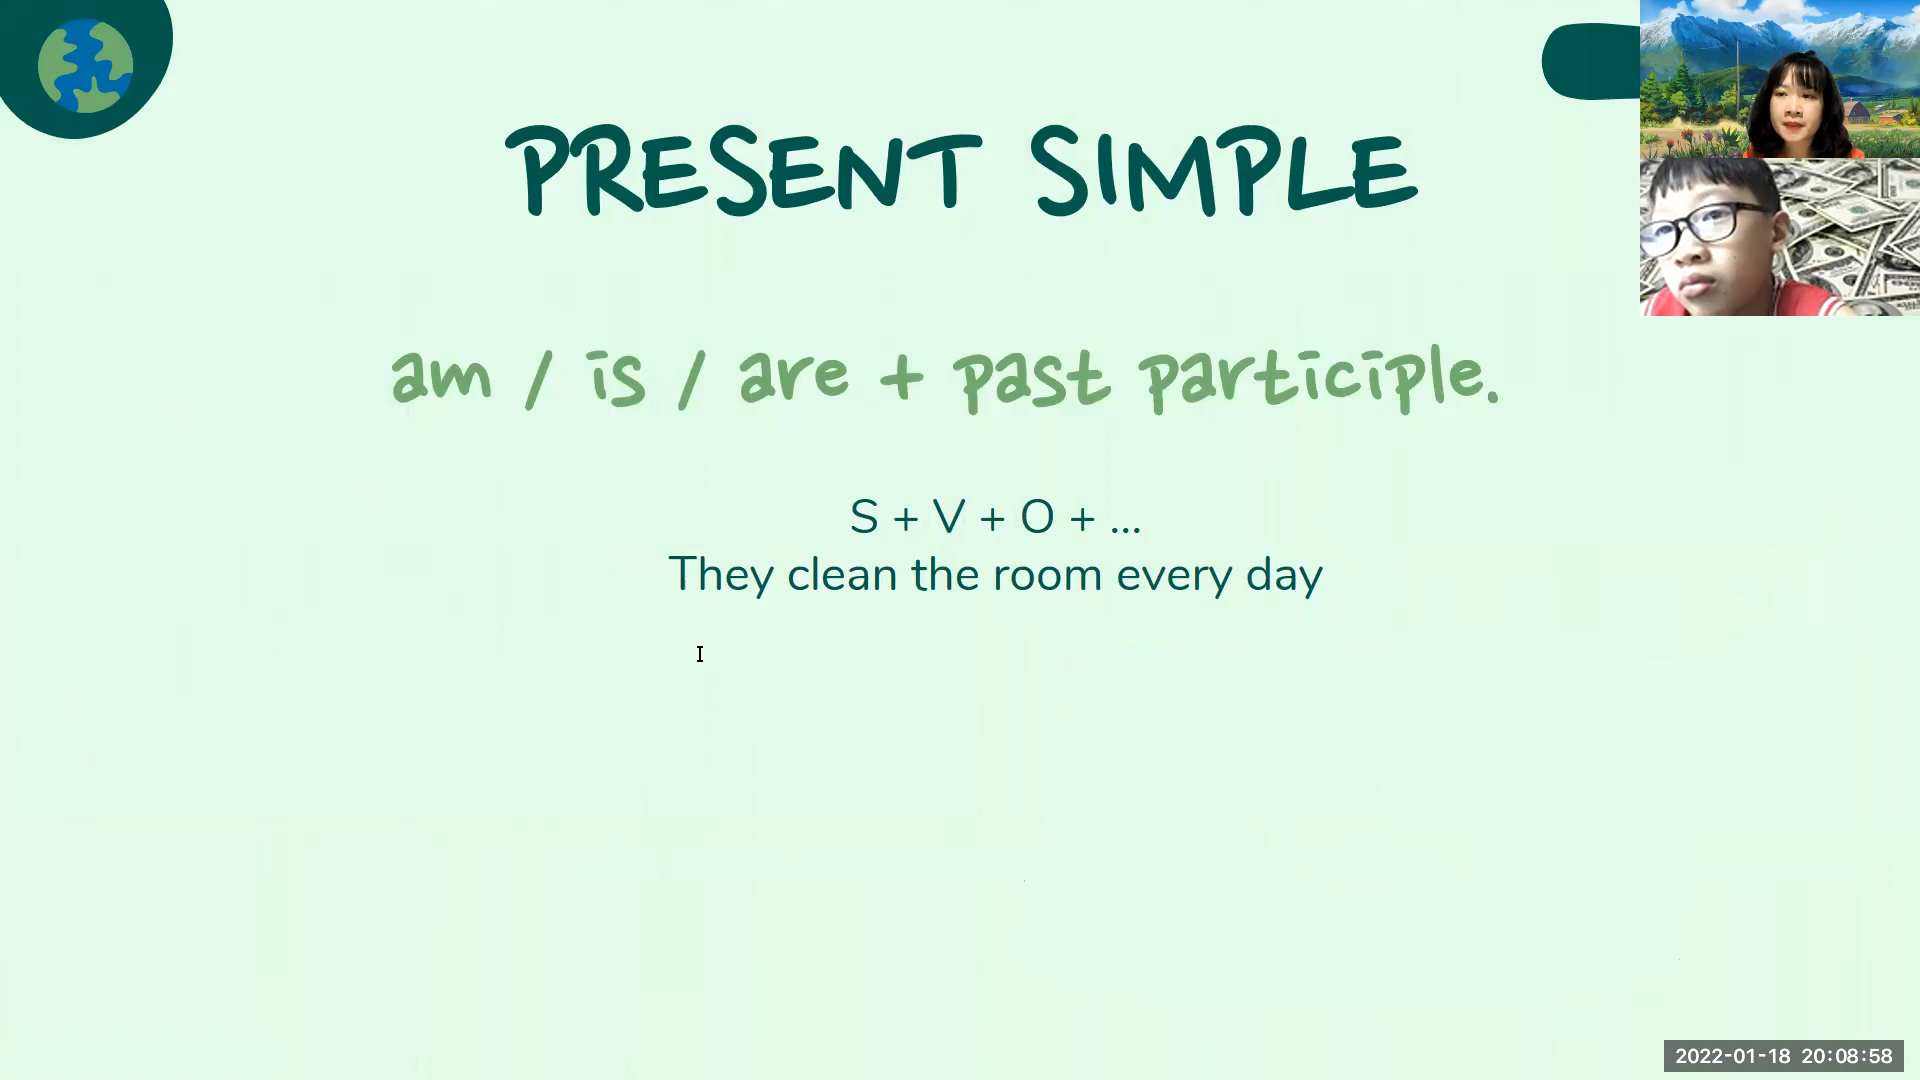 PRESENT SIMPLE
am / is / are + past participle.
S + V + O + ...
They clean the room every day
2022-01-18 20:08:58